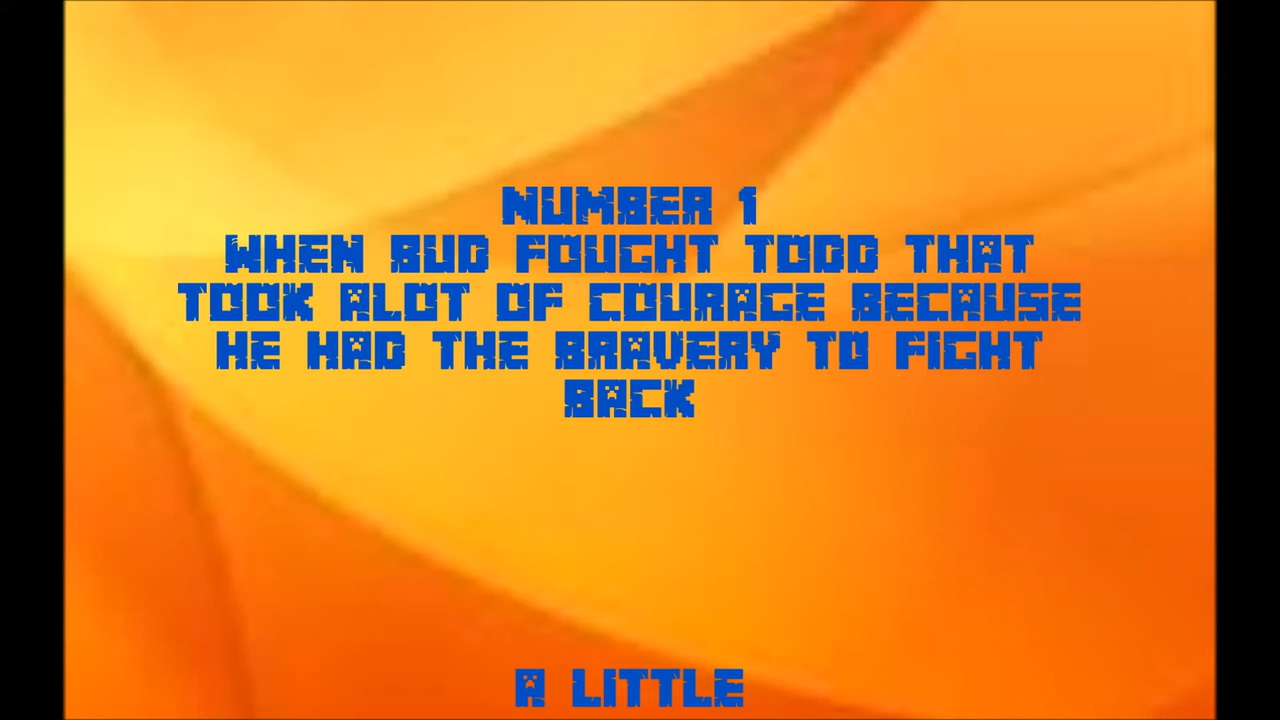 NUMBER 1
WHEN BUD FOUGHT TODD THAT
TOOK ALOT OF COURAGE BECAUSE
HE HAD THE BRAVERY TO FIGHT
BACK
A LITTLE